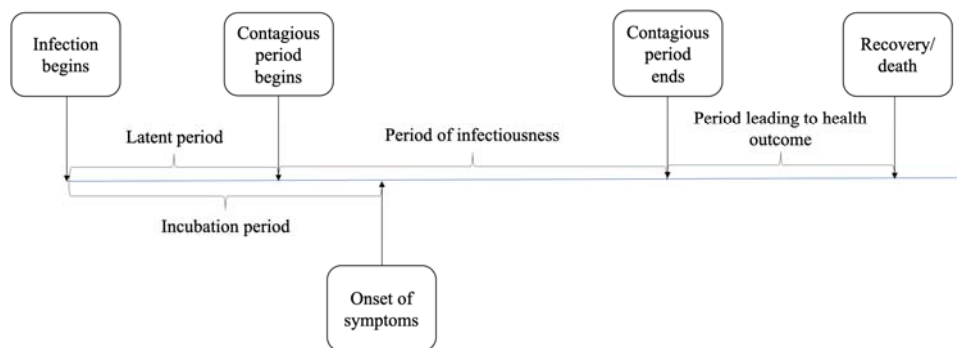 Infection
begins
Contagious
period
begins
Contagious
period
ends
Recovery/
death
Latent period
Period of infectiousness
Period leading to health
outcome
Incubation period
Onset of
symptoms